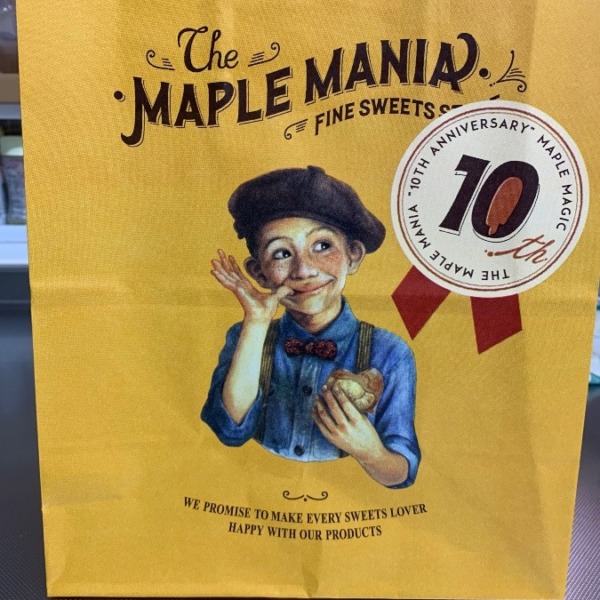 The
MAPLE MANIA
FINE SWEETS
"10TH ANNIVERSARY" MAPLE MAGIC
THE MAPLE MANIA
10
th
WE PROMISE TO MAKE EVERY SWEETS LOVER
HAPPY WITH OUR PRODUCTS